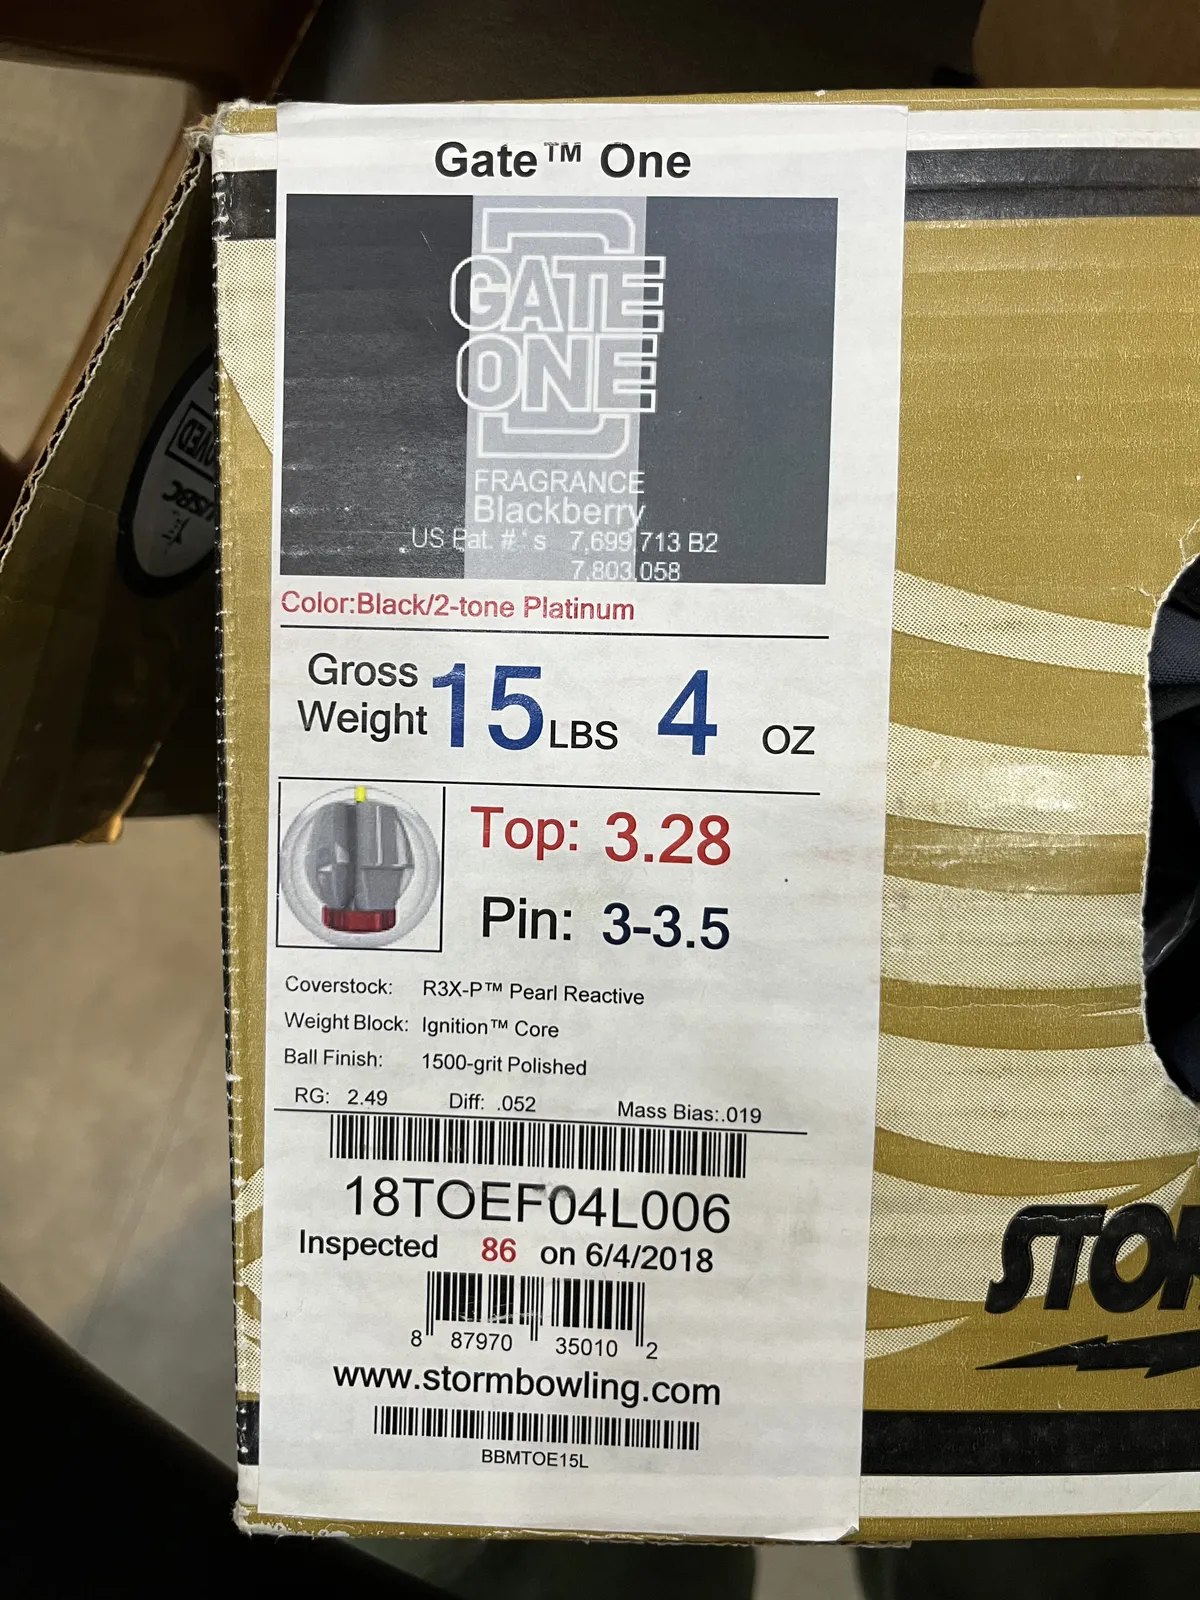 Gate™ One
GATE
ONE
FRAGRANCE
Blackberry
US Pat. #'s 7,699,713 B2
7,803,058
Color:Black/2-tone Platinum
Gross
Weight 15 LBS 4 OZ
Top: 3.28
Pin: 3-3.5
Coverstock: R3X-P™ Pearl Reactive
Weight Block: Ignition™ Core
Ball Finish: 1500-grit Polished
RG: 2.49 Diff: .052 Mass Bias:.019
18TOEF04L006
Inspected 86 on 6/4/2018
8 87970 35010 2
www.stormbowling.com
BBMTOE15L
USBC